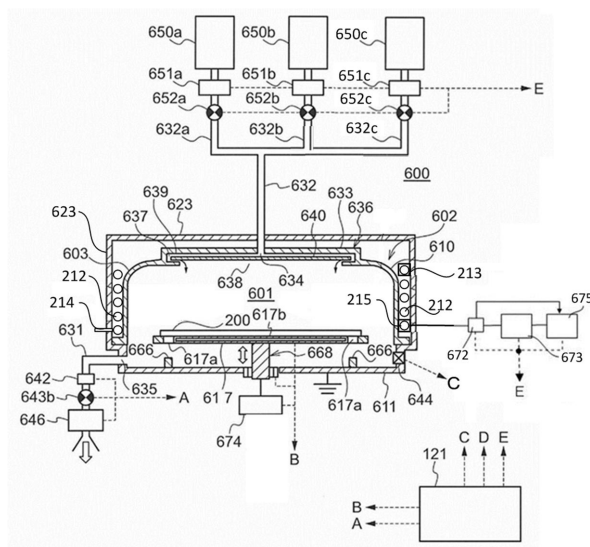 650a 650b 650c
651a 651b 651c
652a 652b 652c E
632a 632b 632c
632 600
639 633
623 623 637 640 636 602
603 610
212 638 634 213
214 601 212
215 675
631 200 617b
666 617a 668 666 672 673
642 635 617 617a 644 C
643b A 611 E
646 674
B
C D E
121
B
A